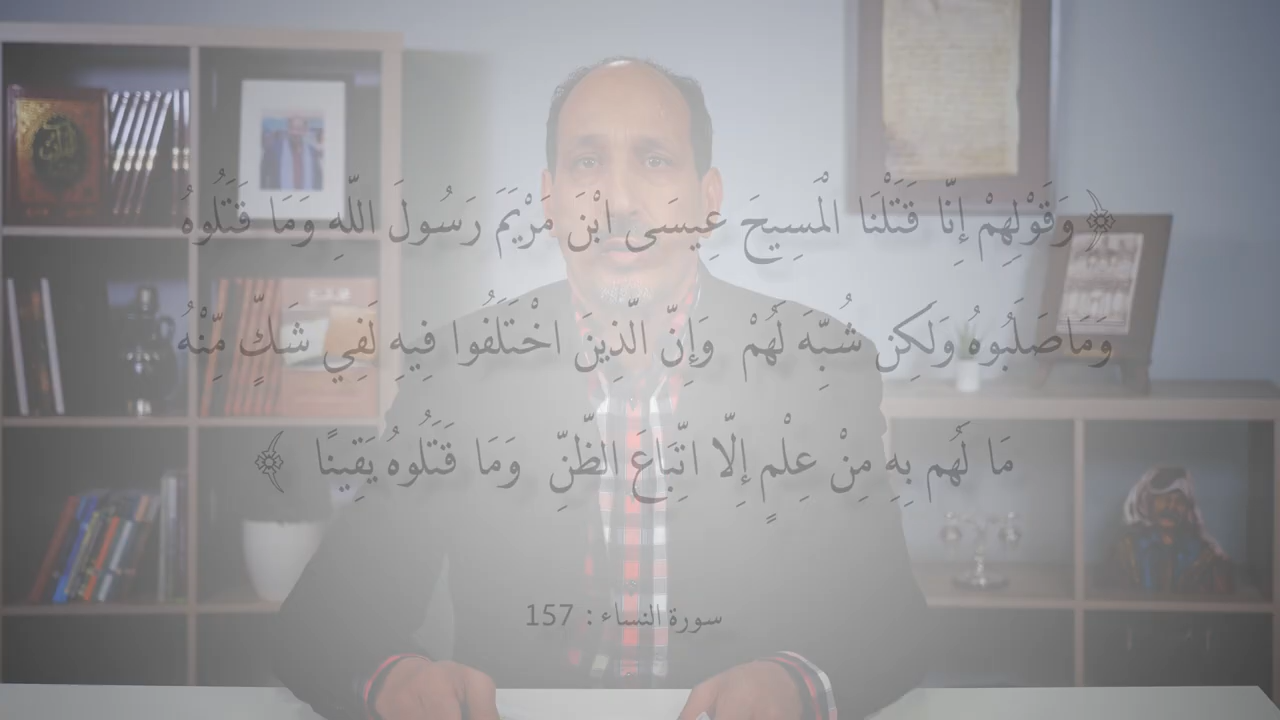 ﴿ وَقَوْلِهِمْ إِنَّا قَتَلْنَا الْمَسِيحَ عِيسَى ابْنَ مَرْيَمَ رَسُولَ اللَّهِ وَمَا قَتَلُوهُ
وَمَاصَلَبُوهُ وَلَكِن شُبِّهَ لَهُمْ وَإِنَّ الَّذِينَ اخْتَلَفُوا فِيهِ لَفِي شَكٍّ مِّنْهُ
مَا لَهُم بِهِ مِنْ عِلْمٍ إِلَّا اتِّبَاعَ الظَّنِّ وَمَا قَتَلُوهُ يَقِينًا ﴾
سورة النساء : 157